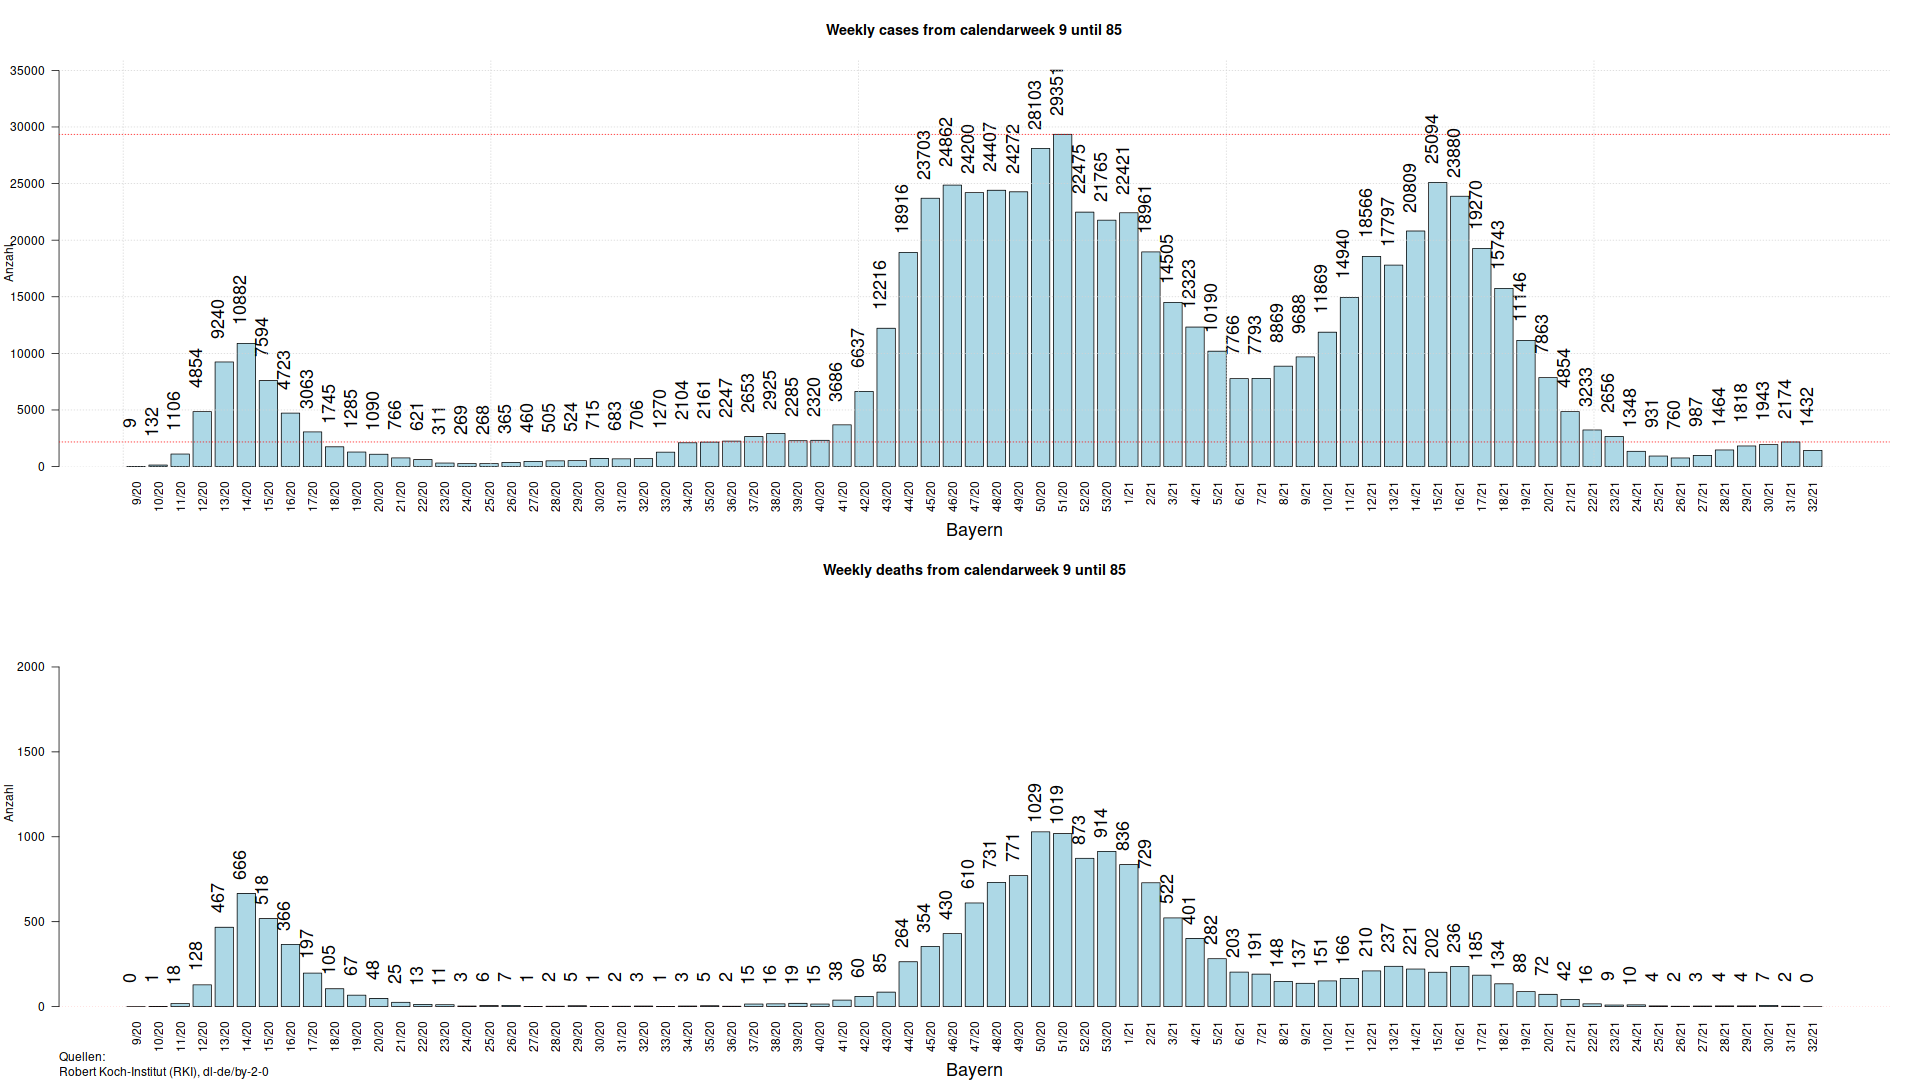 Weekly cases from calendarweek 9 until 85
Anzahl
35000
30000
25000
20000
15000
10000
5000
0
9 132 1106 4854 9240 10882 7594 4723 3063 1745 1285 1090 766 621 311 269 268 365 460 505 524 715 683 706 1270 2104 2161 2247 2653 2925 2285 2320 3686 6637 12216 18916 23703 24862 24200 24407 24272 28103 29351 22475 21765 22421 18961 14505 12323 10190 7766 7793 8869 9688 11869 14940 18566 17797 20809 25094 23880 19270 15743 11146 7863 4854 3233 2656 1348 931 760 987 1464 1818 1943 2174 1432
9/20 10/20 11/20 12/20 13/20 14/20 15/20 16/20 17/20 18/20 19/20 20/20 21/20 22/20 23/20 24/20 25/20 26/20 27/20 28/20 29/20 30/20 31/20 32/20 33/20 34/20 35/20 36/20 37/20 38/20 39/20 40/20 41/20 42/20 43/20 44/20 45/20 46/20 47/20 48/20 49/20 50/20 51/20 52/20 53/20 1/21 2/21 3/21 4/21 5/21 6/21 7/21 8/21 9/21 10/21 11/21 12/21 13/21 14/21 15/21 16/21 17/21 18/21 19/21 20/21 21/21 22/21 23/21 24/21 25/21 26/21 27/21 28/21 29/21 30/21 31/21 32/21
Bayern
Weekly deaths from calendarweek 9 until 85
Anzahl
2000
1500
1000
500
0
0 1 18 128 467 666 518 366 197 105 67 48 25 13 11 3 6 7 1 2 5 1 2 3 1 3 5 2 15 16 19 15 38 60 85 264 354 430 610 731 771 1029 1019 873 914 836 729 522 401 282 203 191 148 137 151 166 210 237 221 202 236 185 134 88 72 42 16 9 10 4 2 3 4 4 7 2 0
9/20 10/20 11/20 12/20 13/20 14/20 15/20 16/20 17/20 18/20 19/20 20/20 21/20 22/20 23/20 24/20 25/20 26/20 27/20 28/20 29/20 30/20 31/20 32/20 33/20 34/20 35/20 36/20 37/20 38/20 39/20 40/20 41/20 42/20 43/20 44/20 45/20 46/20 47/20 48/20 49/20 50/20 51/20 52/20 53/20 1/21 2/21 3/21 4/21 5/21 6/21 7/21 8/21 9/21 10/21 11/21 12/21 13/21 14/21 15/21 16/21 17/21 18/21 19/21 20/21 21/21 22/21 23/21 24/21 25/21 26/21 27/21 28/21 29/21 30/21 31/21 32/21
Bayern
Quellen:
Robert Koch-Institut (RKI), dl-de/by-2-0